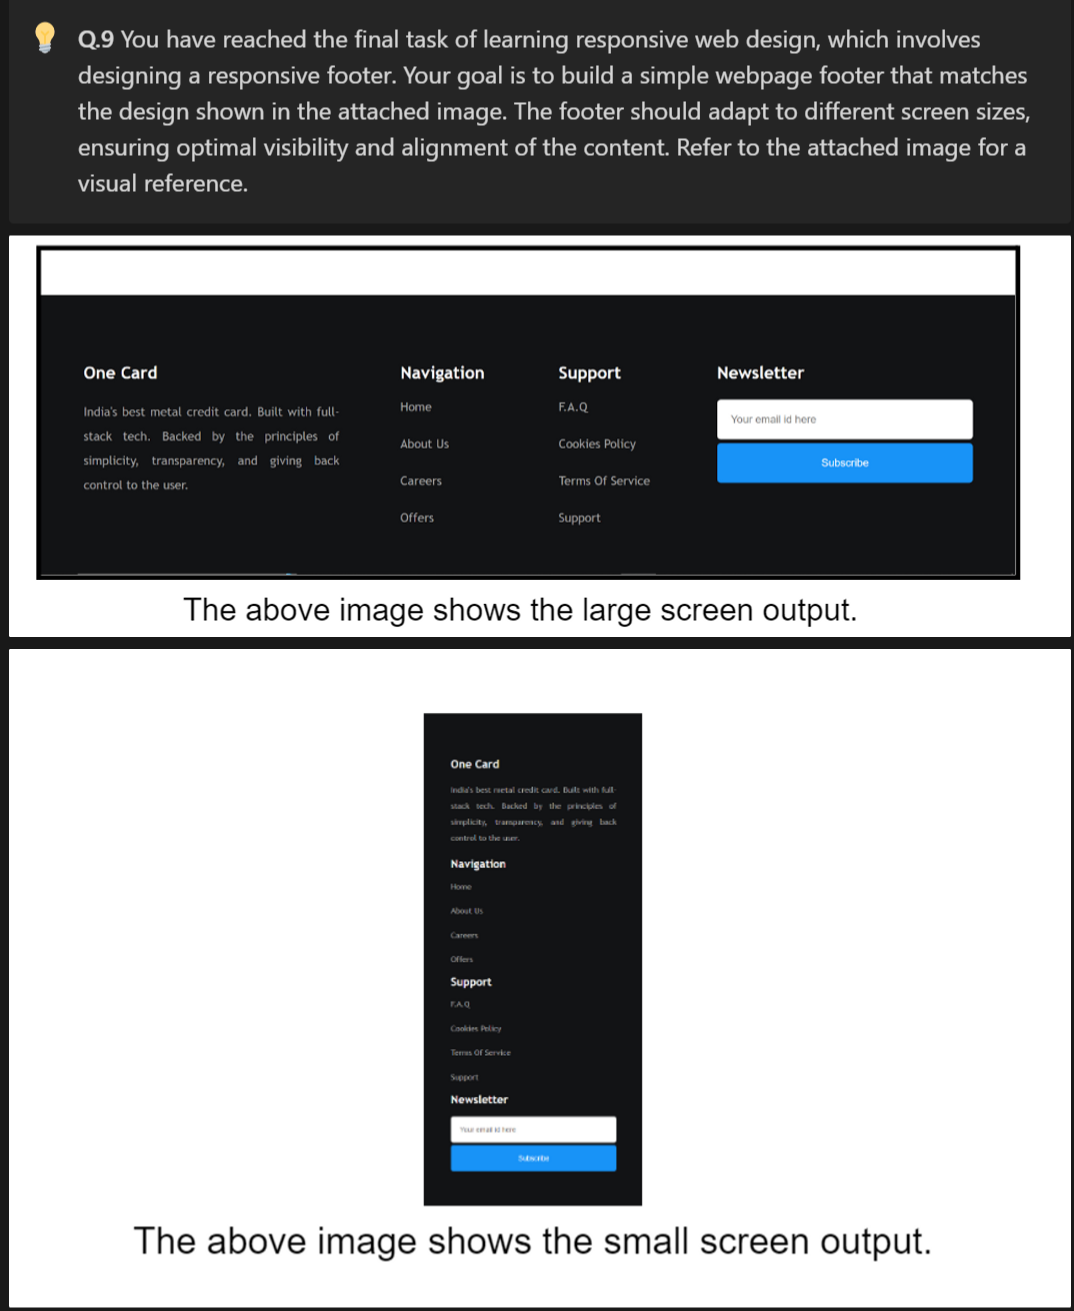 Q.9 You have reached the final task of learning responsive web design, which involves
designing a responsive footer. Your goal is to build a simple webpage footer that matches
the design shown in the attached image. The footer should adapt to different screen sizes,
ensuring optimal visibility and alignment of the content. Refer to the attached image for a
visual reference.
One Card
India's best metal credit card. Built with full-
stack tech. Backed by the principles of
simplicity, transparency, and giving back
control to the user.
Navigation
Home
About Us
Careers
Offers
Support
F.A.Q
Cookies Policy
Terms Of Service
Support
Newsletter
Your email id here
Subscribe
The above image shows the large screen output.
One Card
India's best metal credit card. Built with full-
stack tech. Backed by the principles of
simplicity, transparency, and giving back
control to the user.
Navigation
Home
About Us
Careers
Offers
Support
F.A.Q
Cookies Policy
Terms Of Service
Support
Newsletter
Your email id here
Subscribe
The above image shows the small screen output.